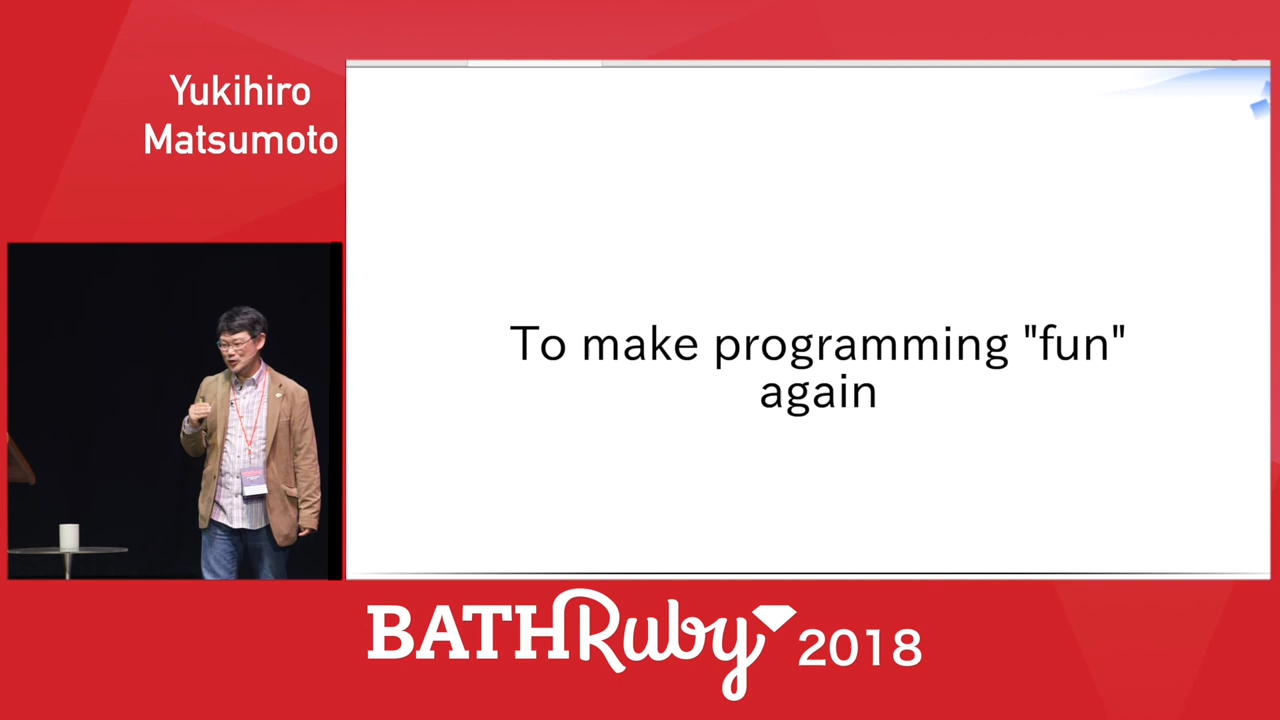 Yukihiro
Matsumoto
To make programming "fun"
again
BATHRuby 2018